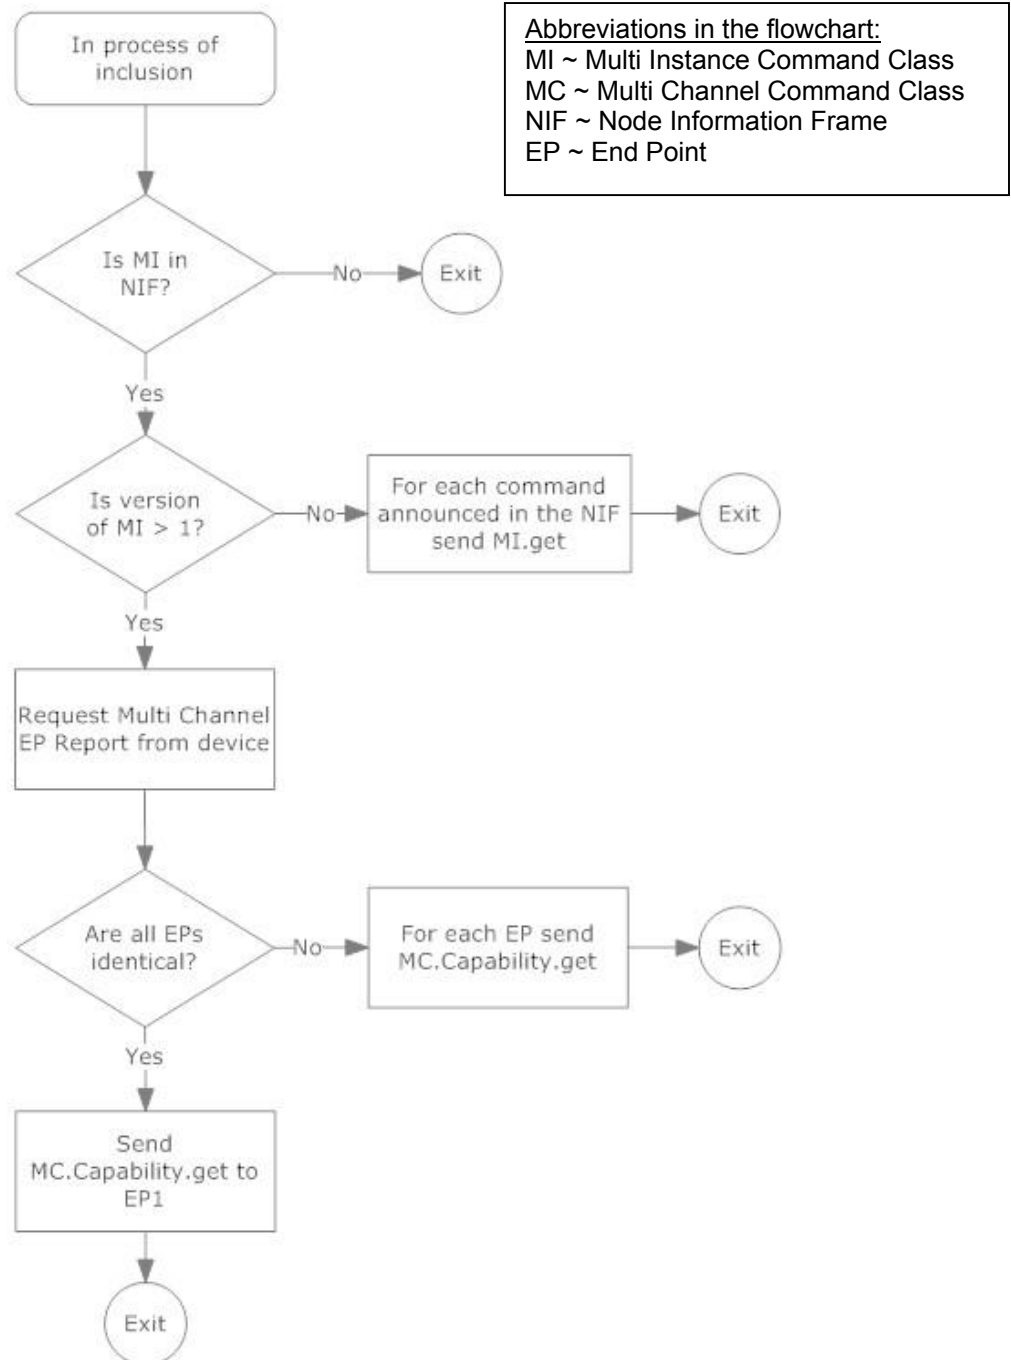 In process of
inclusion
Abbreviations in the flowchart:
MI ~ Multi Instance Command Class
MC ~ Multi Channel Command Class
NIF ~ Node Information Frame
EP ~ End Point
Is MI in
NIF?
No
Exit
Yes
Is version
of MI > 1?
No
For each command
announced in the NIF
send MI.get
Exit
Yes
Request Multi Channel
EP Report from device
Are all EPs
identical?
No
For each EP send
MC.Capability.get
Exit
Yes
Send
MC.Capability.get to
EP1
Exit